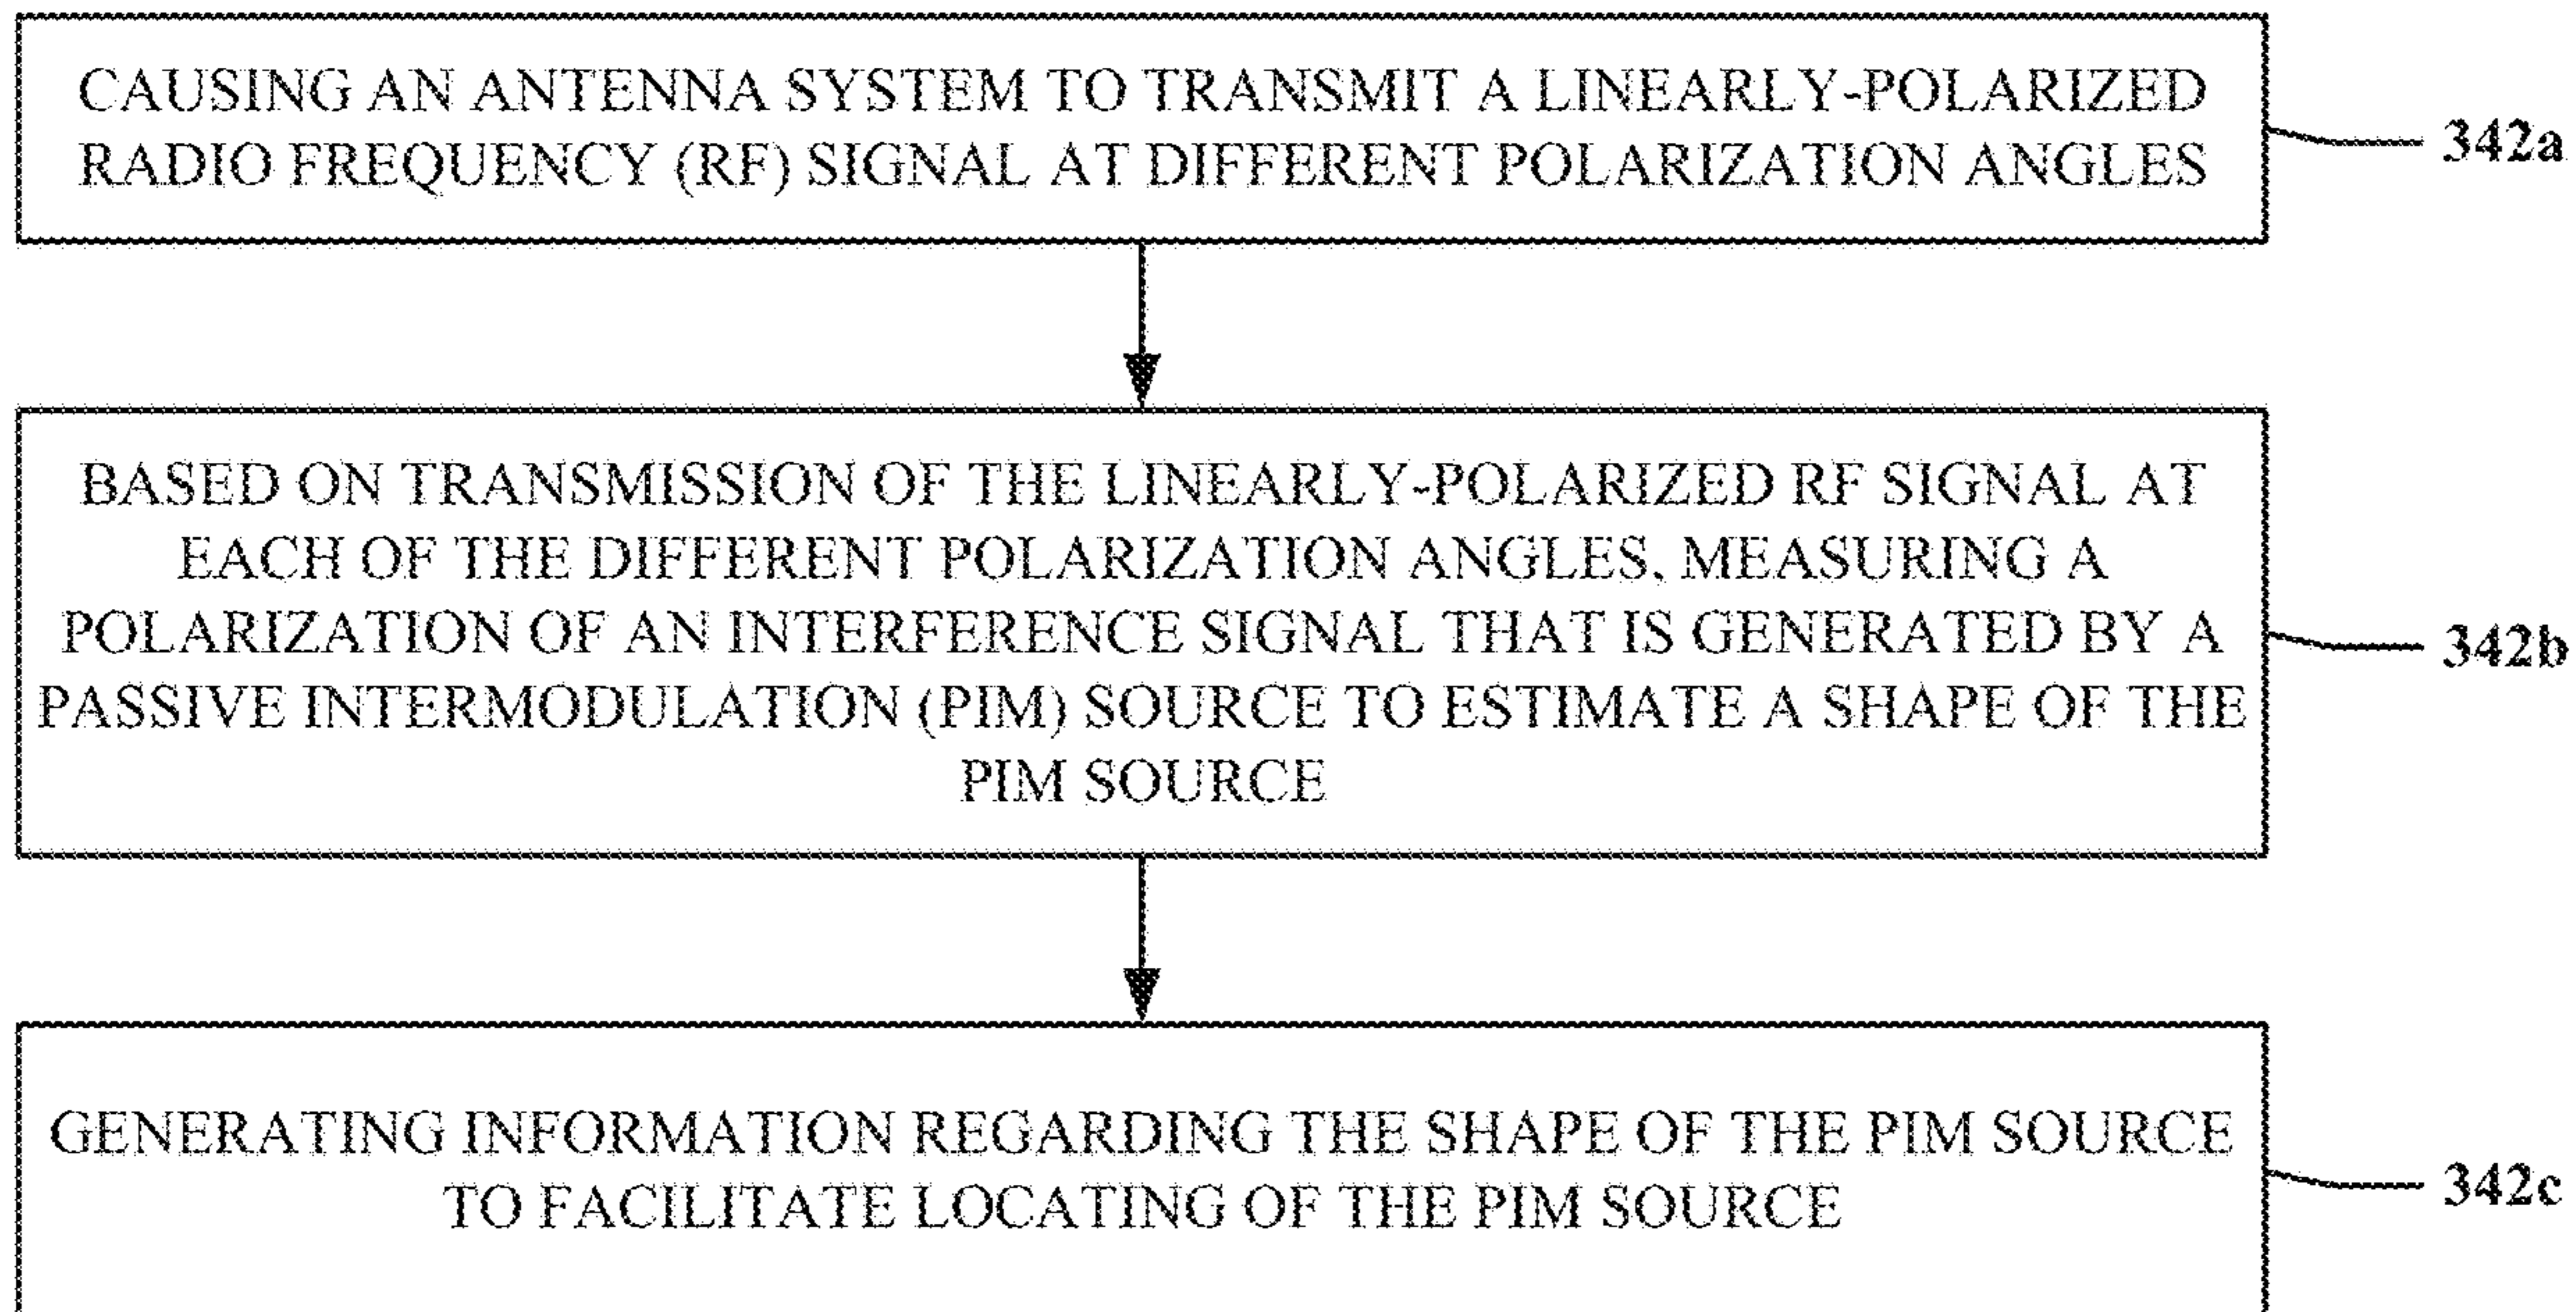 CAUSING AN ANTENNA SYSTEM TO TRANSMIT A LINEARLY-POLARIZED
RADIO FREQUENCY (RF) SIGNAL AT DIFFERENT POLARIZATION ANGLES
342a
BASED ON TRANSMISSION OF THE LINEARLY-POLARIZED RF SIGNAL AT
EACH OF THE DIFFERENT POLARIZATION ANGLES, MEASURING A
POLARIZATION OF AN INTERFERENCE SIGNAL THAT IS GENERATED BY A
PASSIVE INTERMODULATION (PIM) SOURCE TO ESTIMATE A SHAPE OF THE
PIM SOURCE
342b
GENERATING INFORMATION REGARDING THE SHAPE OF THE PIM SOURCE
TO FACILITATE LOCATING OF THE PIM SOURCE
342c